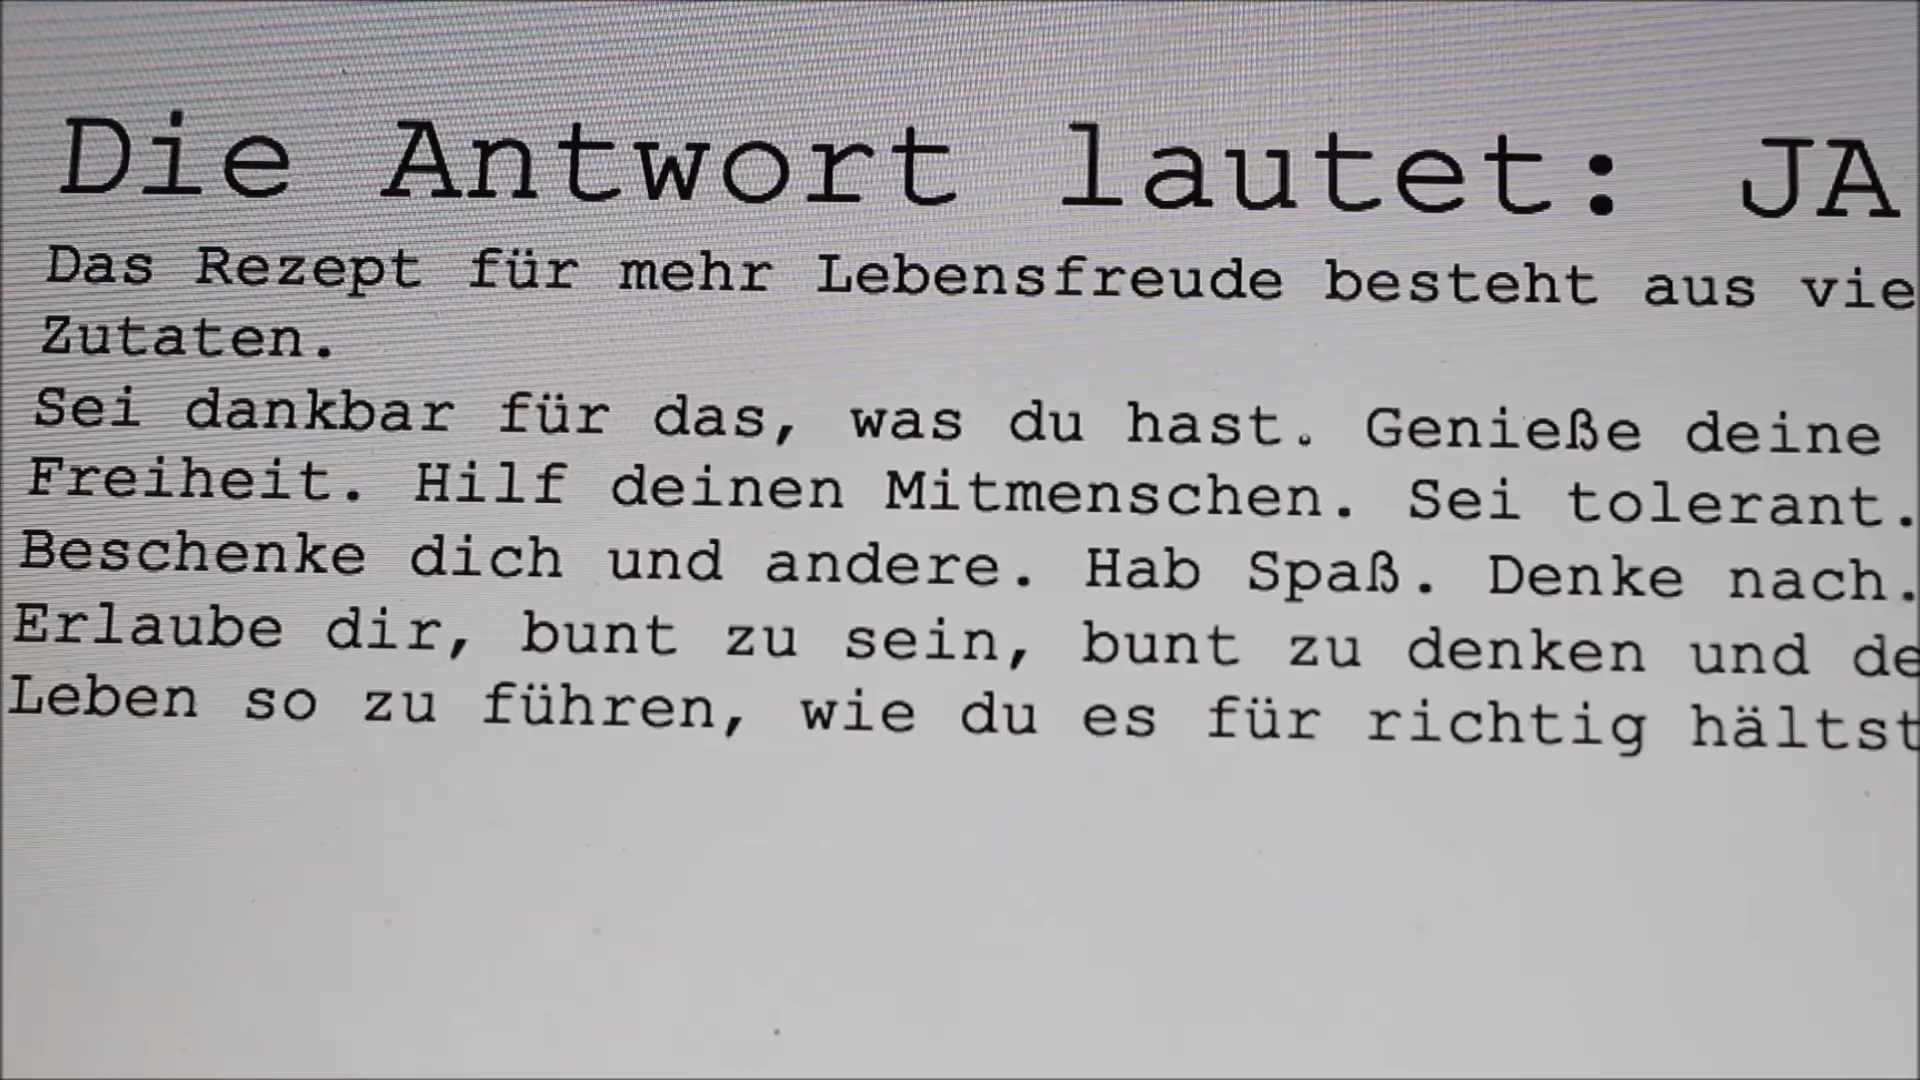 Die Antwort lautet: JA
Das Rezept für mehr Lebensfreude besteht aus vie
Zutaten.
Sei dankbar für das, was du hast. Genieße deine
Freiheit. Hilf deinen Mitmenschen. Sei tolerant.
Beschenke dich und andere. Hab Spaß. Denke nach.
Erlaube dir, bunt zu sein, bunt zu denken und de
Leben so zu führen, wie du es für richtig hältst